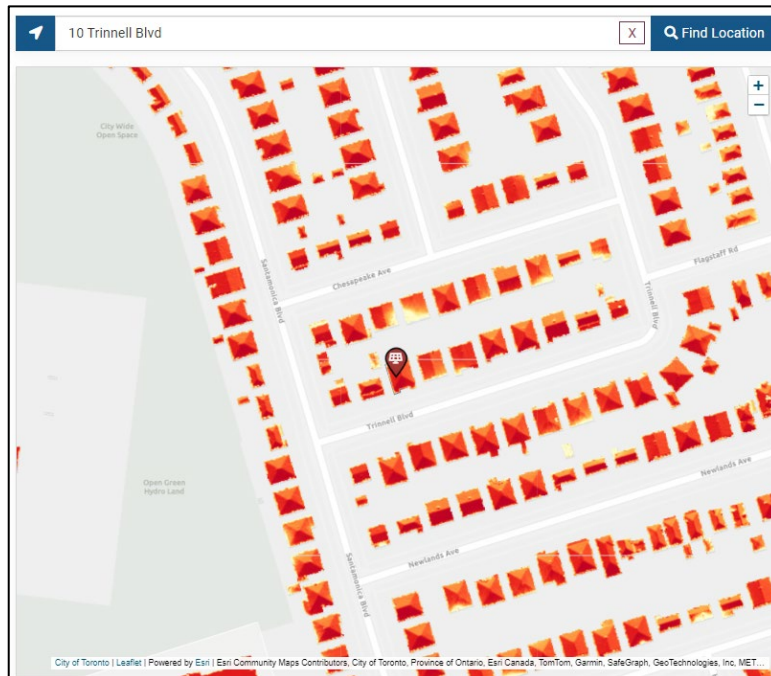 10 Trinnell Blvd
X
Find Location
+
−
City Wide
Open Space
Santamonica Blvd
Chesapeake Ave
Flagstaff Rd
Trinnell Blvd
Trinnell Blvd
Open Green
Hydro Land
Newlands Ave
Newlands Ave
Santamonica Blvd
City of Toronto | Leaflet | Powered by Esri | Esri Community Maps Contributors, City of Toronto, Province of Ontario, Esri Canada, TomTom, Garmin, SafeGraph, GeoTechnologies, Inc, MET...